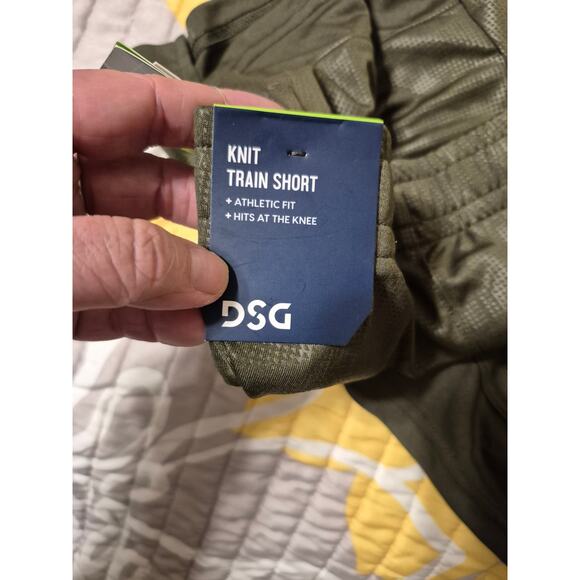 KNIT
TRAIN SHORT
+ ATHLETIC FIT
+ HITS AT THE KNEE
DSG